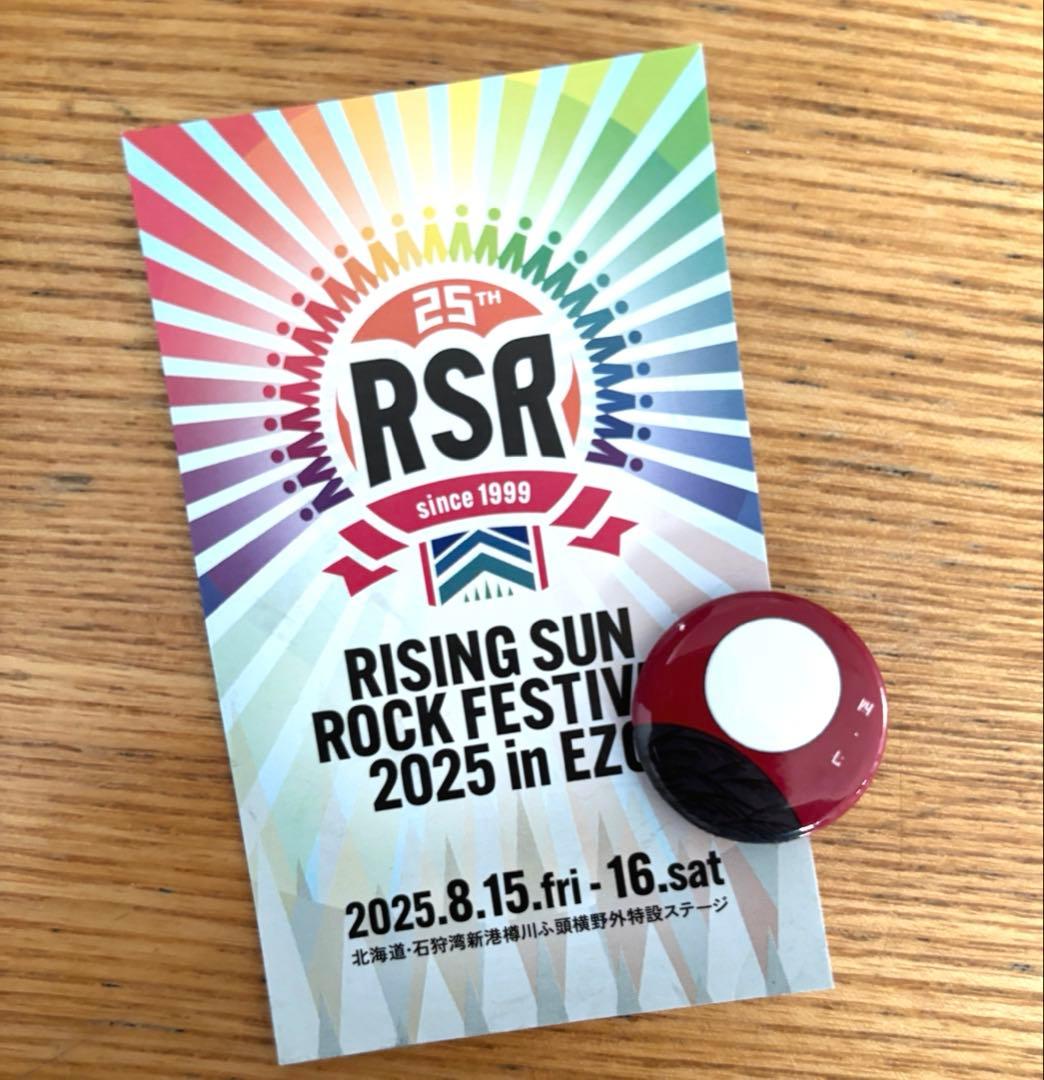 25TH
RSR
since 1999
RISING SUN
ROCK FESTIV
2025 in EZO
2025.8.15.fri - 16.sat
北海道・石狩湾新港樽川ふ頭横野外特設ステージ